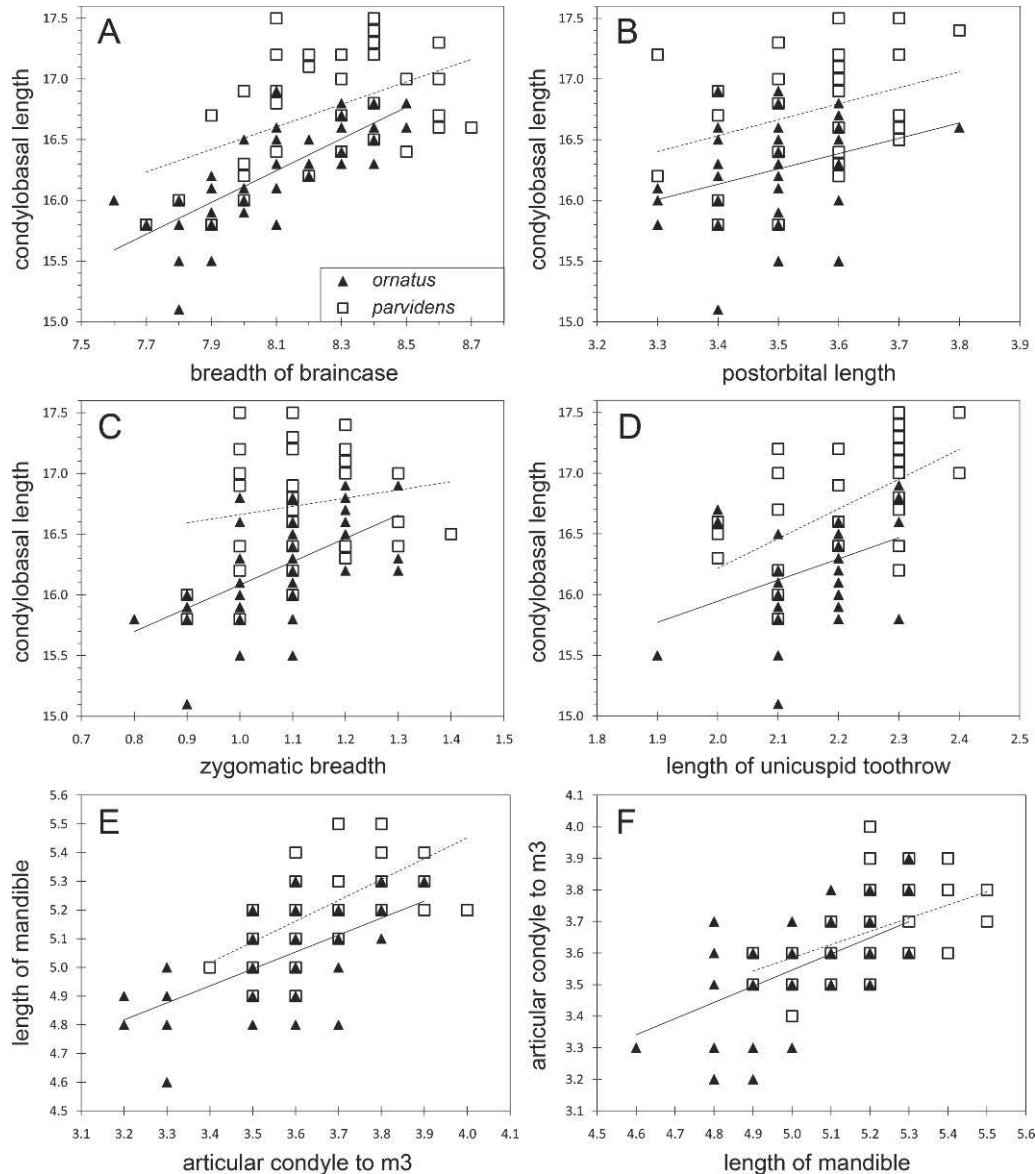 A
condylobasal length
17.5
17.0
16.5
16.0
15.5
15.0
7.5 7.7 7.9 8.1 8.3 8.5 8.7
breadth of braincase
ornatus
parvidens
B
condylobasal length
17.5
17.0
16.5
16.0
15.5
15.0
3.2 3.3 3.4 3.5 3.6 3.7 3.8 3.9
postorbital length
C
condylobasal length
17.5
17.0
16.5
16.0
15.5
15.0
0.7 0.8 0.9 1.0 1.1 1.2 1.3 1.4 1.5
zygomatic breadth
D
condylobasal length
17.5
17.0
16.5
16.0
15.5
15.0
1.8 1.9 2.0 2.1 2.2 2.3 2.4 2.5
length of unicuspid toothrow
E
length of mandible
5.6
5.5
5.4
5.3
5.2
5.1
5.0
4.9
4.8
4.7
4.6
4.5
3.1 3.2 3.3 3.4 3.5 3.6 3.7 3.8 3.9 4.0 4.1
articular condyle to m3
F
articular condyle to m3
4.1
4.0
3.9
3.8
3.7
3.6
3.5
3.4
3.3
3.2
3.1
4.5 4.6 4.7 4.8 4.9 5.0 5.1 5.2 5.3 5.4 5.5 5.6
length of mandible